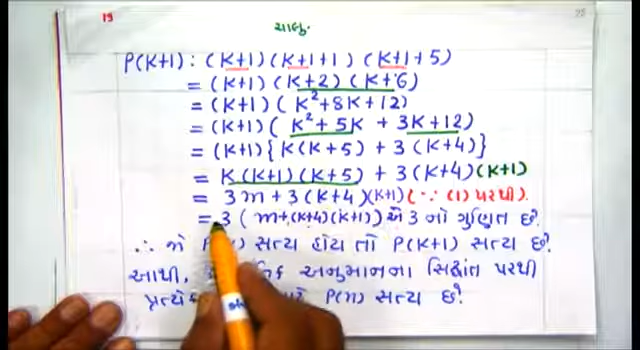 19
ચાલુ.
P(K+1) : (K+1) (K+1+1) (K+1+5)
= (K+1) (K+2) (K+6)
= (K+1) ( K²+8K+12)
= (K+1) ( K²+5K + 3K+12)
= (K+1) { K(K+5) + 3 (K+4)}
= K(K+1)(K+5) + 3(K+4)(K+1)
= 3m + 3(K+4)(K+1) (∵ (1) પરથી).
= 3 ( m+(K+4)(K+1)) એ 3 નો ગુણિત છે.
∴ જો સત્ય હોય તો P(K+1) સત્ય છે.
આથી, અનુમાનના સિદ્ધાંત પરથી
P(n) સત્ય છે.